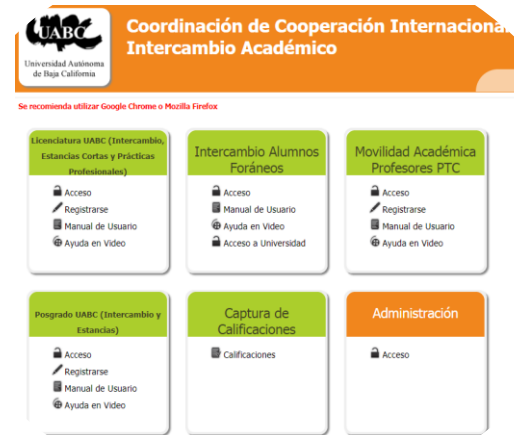 UABC
Universidad Autónoma
de Baja California
Coordinación de Cooperación Internaciona
Intercambio Académico
Se recomienda utilizar Google Chrome o Mozilla Firefox
Licenciatura UABC (Intercambio,
Estancias Cortas y Prácticas
Profesionales)
Acceso
Registrarse
Manual de Usuario
Ayuda en Video
Intercambio Alumnos
Foráneos
Acceso
Manual de Usuario
Ayuda en Video
Acceso a Universidad
Movilidad Académica
Profesores PTC
Acceso
Registrarse
Manual de Usuario
Ayuda en Video
Posgrado UABC (Intercambio y
Estancias)
Acceso
Registrarse
Manual de Usuario
Ayuda en Video
Captura de
Calificaciones
Calificaciones
Administración
Acceso